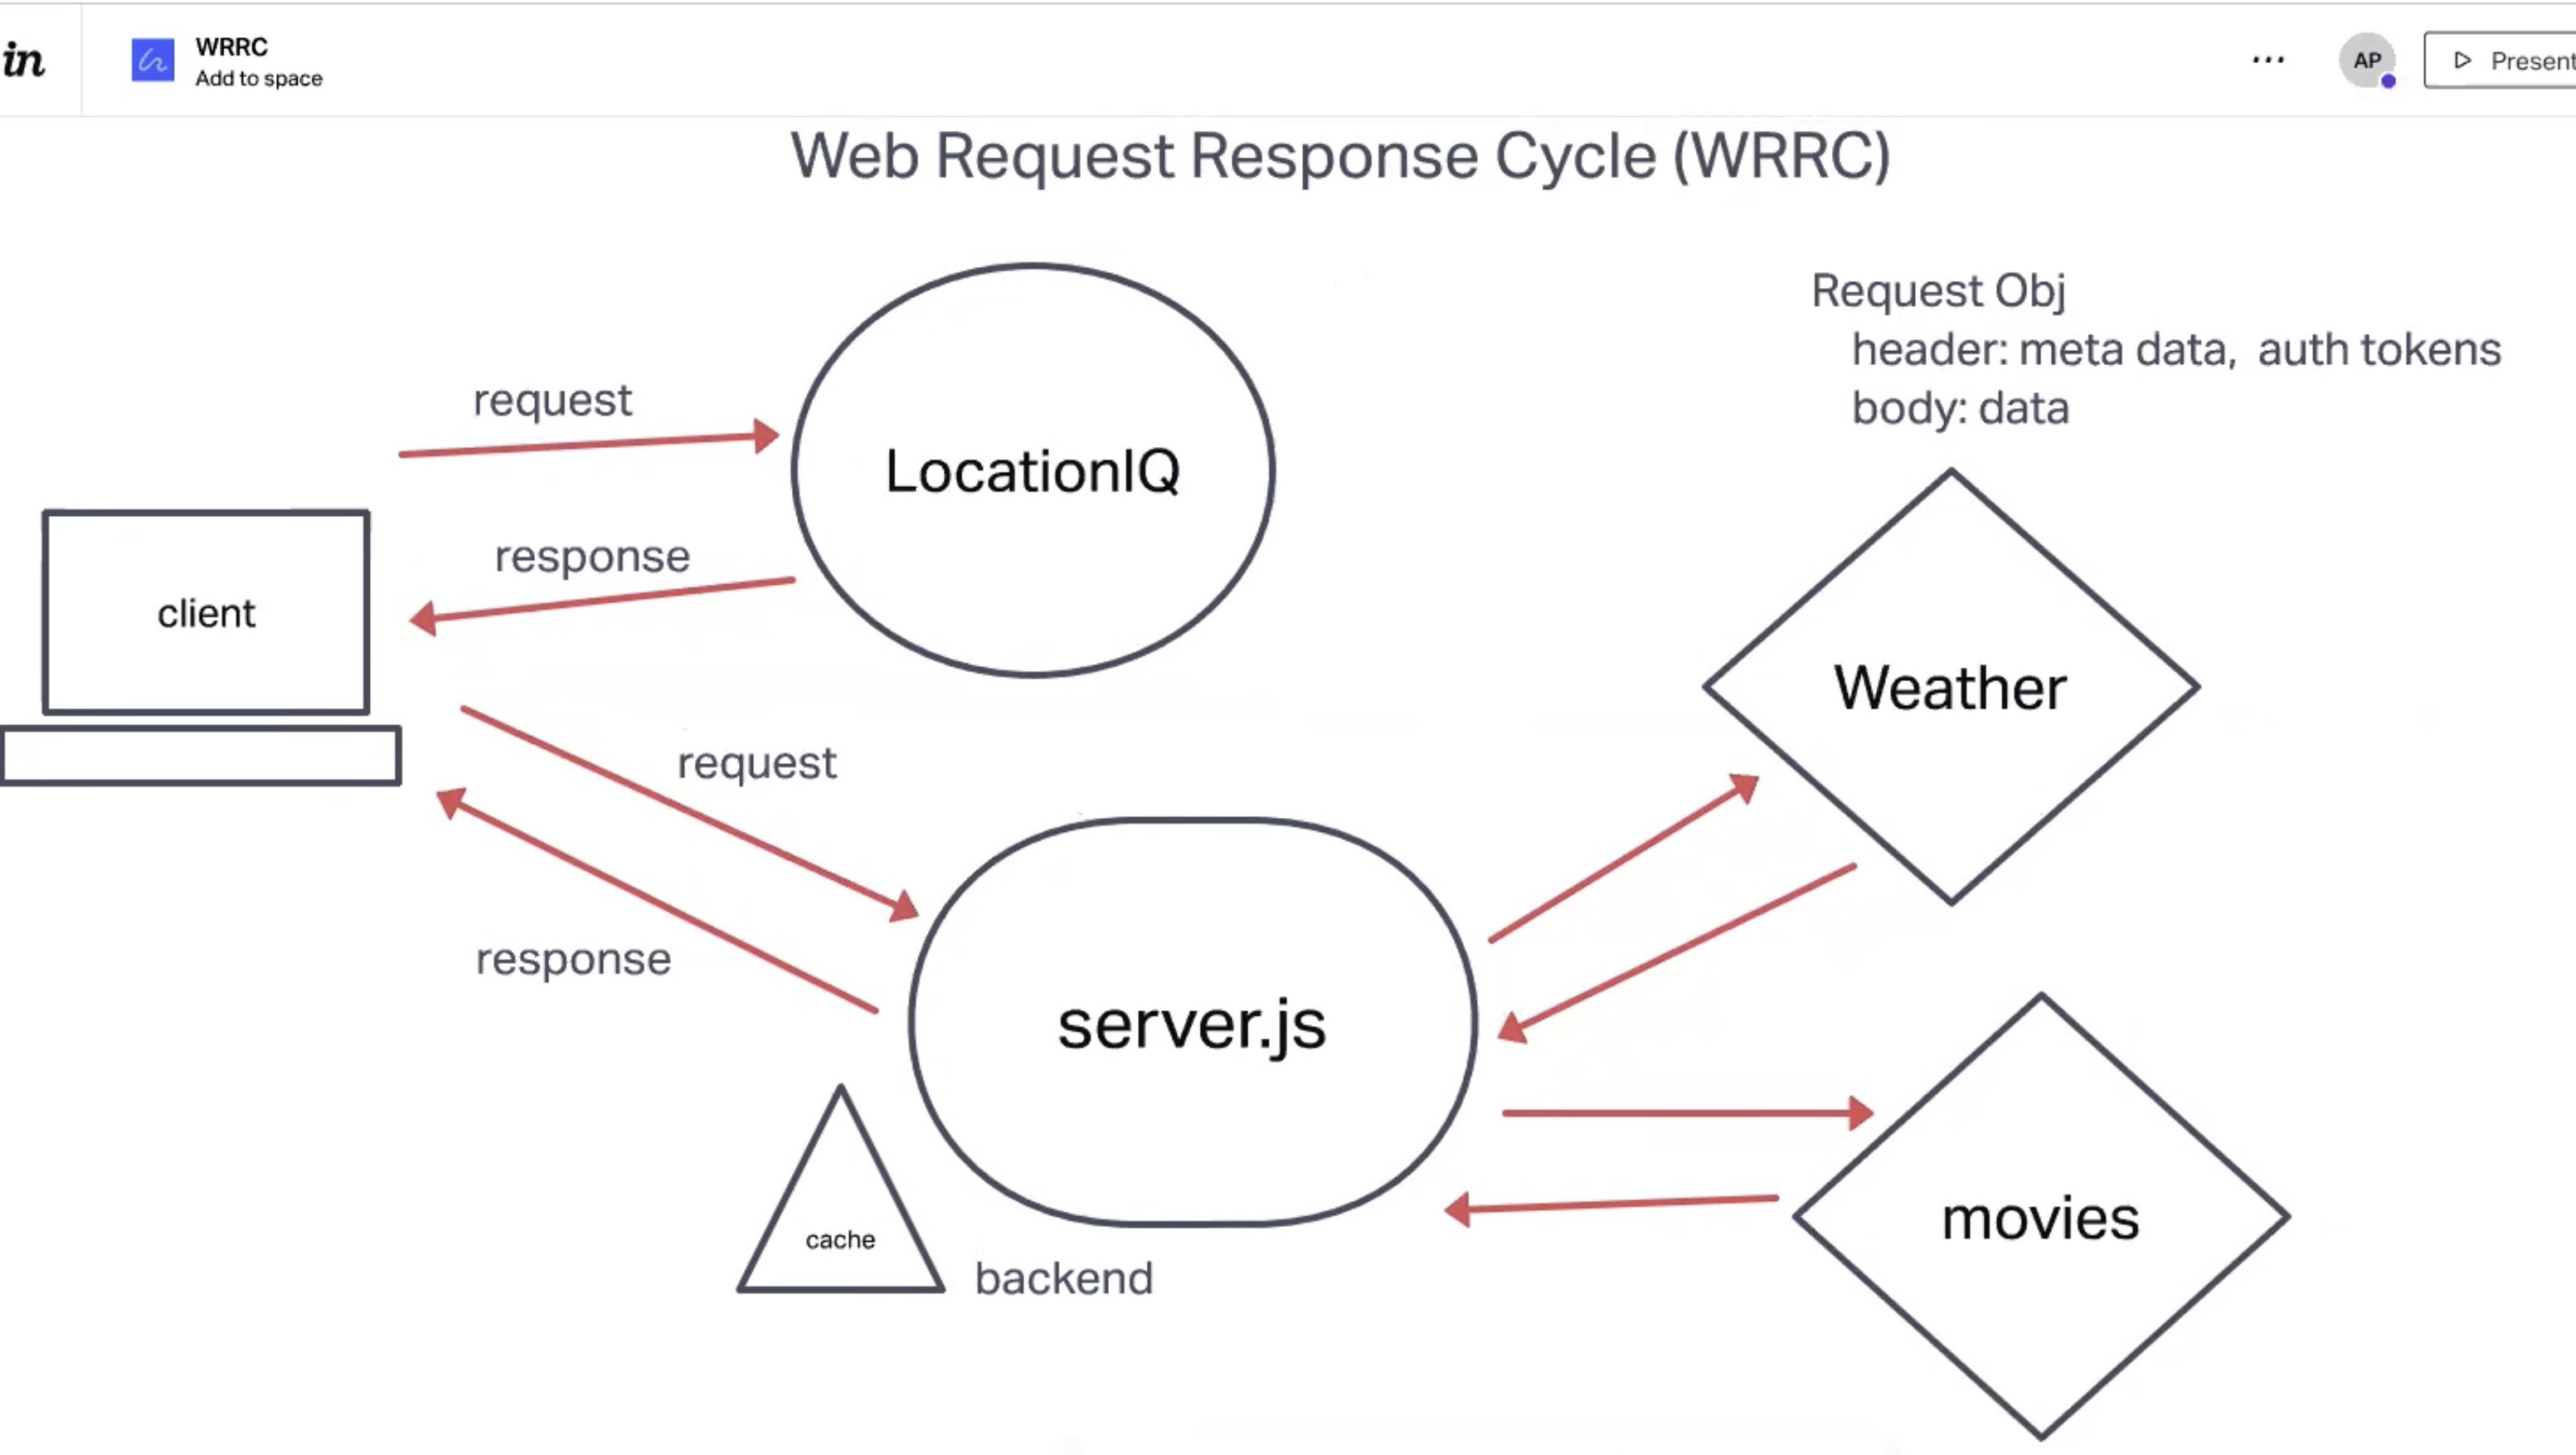 in
WRRC
Add to space
...
AP
Present
Web Request Response Cycle (WRRC)
Request Obj
header: meta data, auth tokens
body: data
request
LocationIQ
response
client
Weather
request
response
server.js
cache
backend
movies